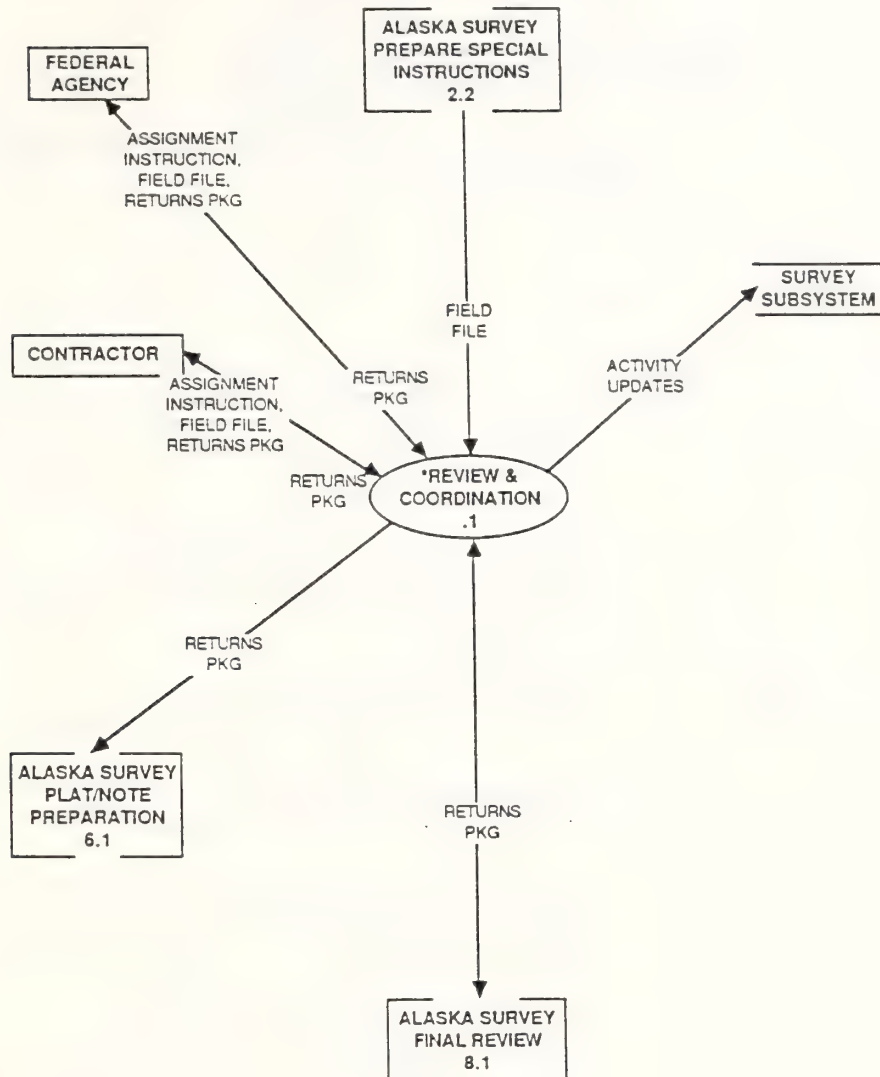 ALASKA SURVEY
PREPARE SPECIAL
INSTRUCTIONS
2.2
FEDERAL
AGENCY
ASSIGNMENT
INSTRUCTION,
FIELD FILE,
RETURNS PKG
SURVEY
SUBSYSTEM
FIELD
FILE
CONTRACTOR
ASSIGNMENT
INSTRUCTION,
FIELD FILE,
RETURNS PKG
RETURNS
PKG
ACTIVITY
UPDATES
RETURNS
PKG
*REVIEW &
COORDINATION
.1
RETURNS
PKG
ALASKA SURVEY
PLAT/NOTE
PREPARATION
6.1
RETURNS
PKG
ALASKA SURVEY
FINAL REVIEW
8.1